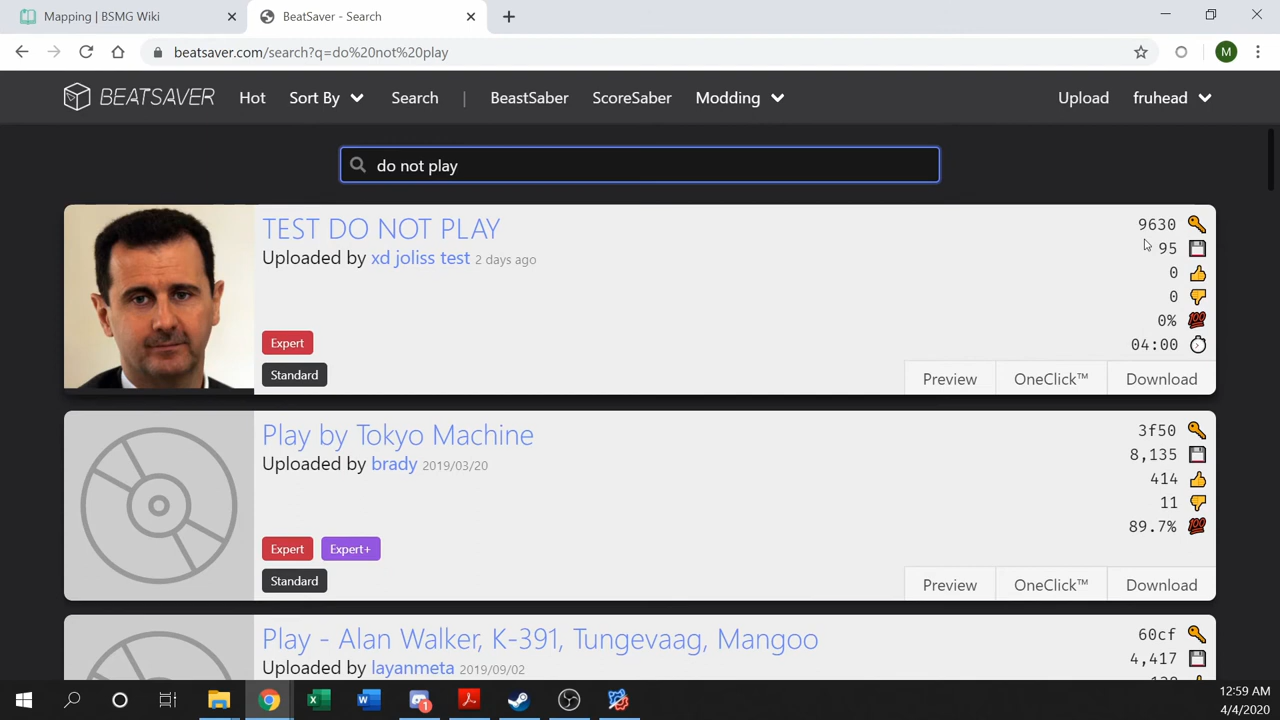 Mapping | BSMG Wiki
BeatSaver - Search
beatsaver.com/search?q=do%20not%20play
M
BEATSAVER
Hot
Sort By
Search
|
BeastSaber
ScoreSaber
Modding
Upload
fruhead
do not play
TEST DO NOT PLAY
Uploaded by xd joliss test 2 days ago
Expert
Standard
9630
95
0
0
0%
100
04:00
Preview
OneClick™
Download
Play by Tokyo Machine
Uploaded by brady 2019/03/20
Expert
Expert+
Standard
3f50
8,135
414
11
89.7%
100
Preview
OneClick™
Download
Play - Alan Walker, K-391, Tungevaag, Mangoo
Uploaded by layanmeta 2019/09/02
60cf
4,417
1
12:59 AM
4/4/2020